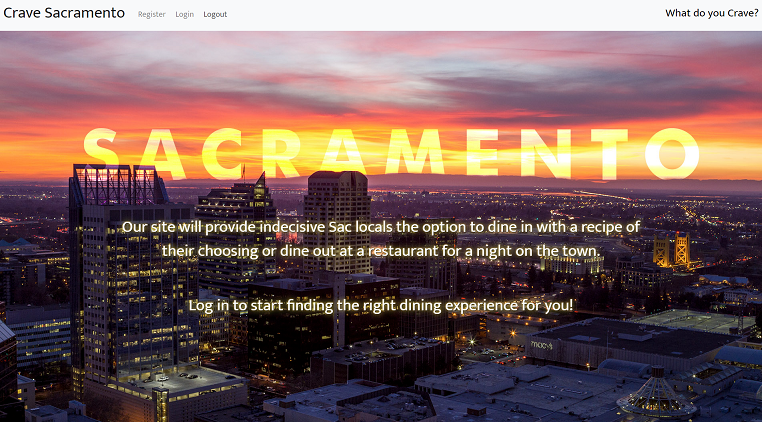 Crave Sacramento Register Login Logout What do you Crave?
SACRAMENTO
Our site will provide indecisive Sac locals the option to dine in with a recipe of
their choosing or dine out at a restaurant for a night on the town.
Log in to start finding the right dining experience for you!
macy's